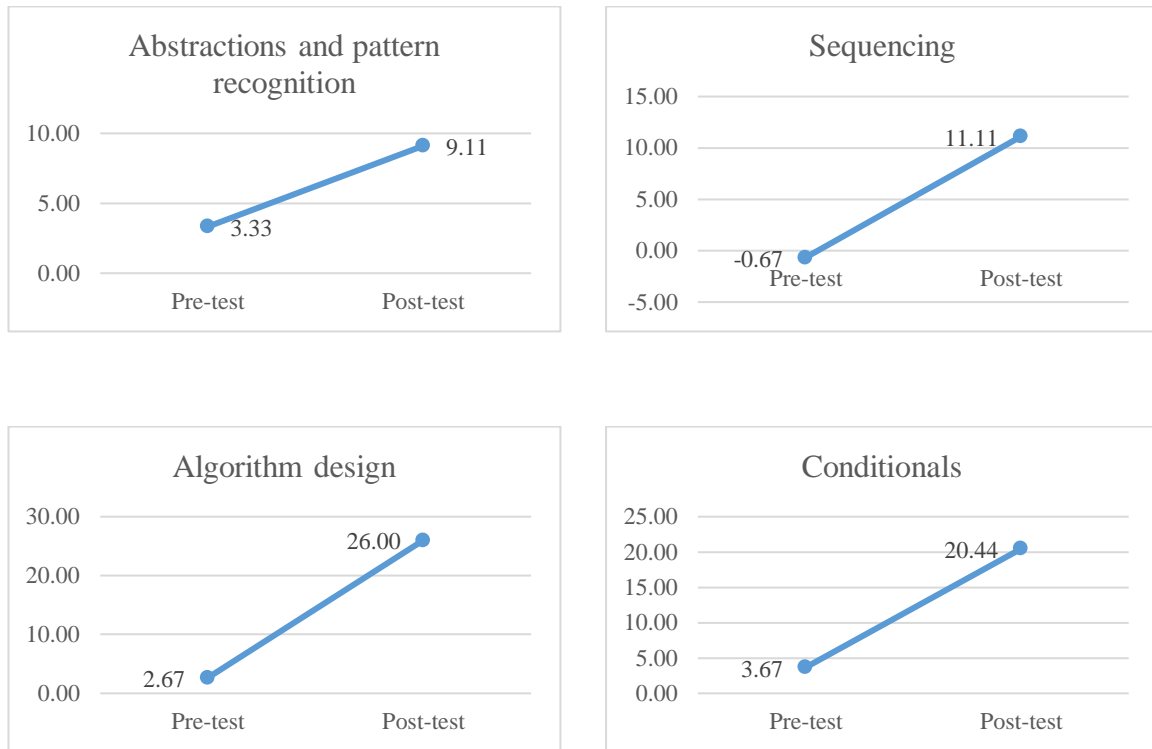 Abstractions and pattern
recognition
10.00
9.11
5.00
3.33
0.00
Pre-test
Post-test
Sequencing
15.00
11.11
10.00
5.00
0.00
-0.67
Pre-test
Post-test
-5.00
Algorithm design
30.00
26.00
20.00
10.00
2.67
0.00
Pre-test
Post-test
Conditionals
25.00
20.44
20.00
15.00
10.00
5.00
3.67
0.00
Pre-test
Post-test